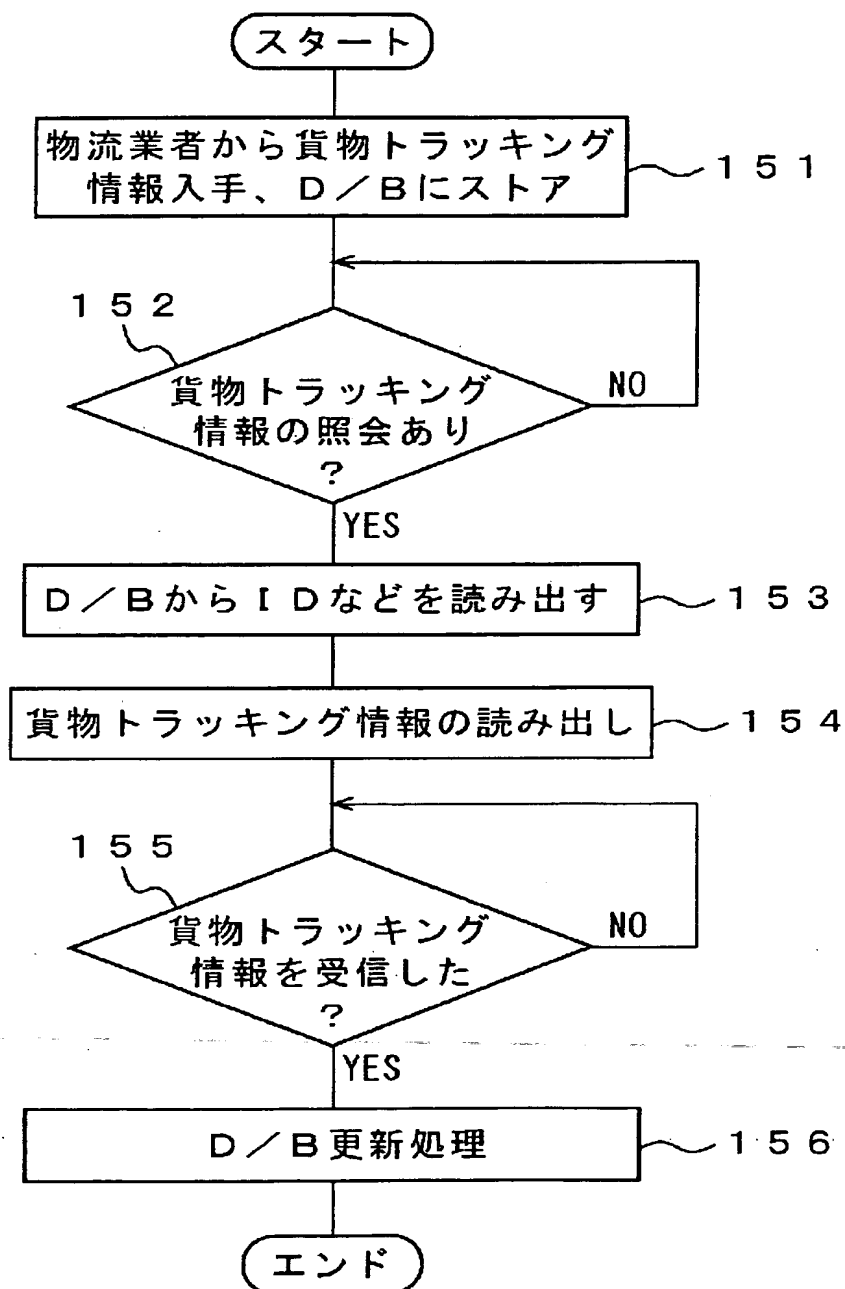 スタート
物流業者から貨物トラッキング
情報入手、D/Bにストア
151
152
貨物トラッキング
情報の照会あり
?
NO
YES
D/BからIDなどを読み出す
153
貨物トラッキング情報の読み出し
154
155
貨物トラッキング
情報を受信した
?
NO
YES
D/B更新処理
156
エンド